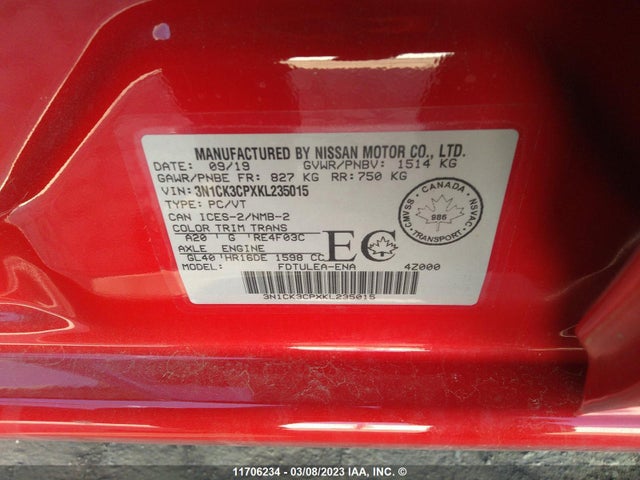 MANUFACTURED BY NISSAN MOTOR CO., LTD.
DATE: 09/19 GVWR/PNBV: 1514 KG
GAWR/PNBE FR: 827 KG RR: 750 KG
VIN: 3N1CK3CPXKL235015
TYPE: PC/VT
CAN ICES-2/NMB-2
COLOR TRIM TRANS
A20 ' G ' RE4F03C
AXLE ENGINE
GL40 'HR16DE 1598 CC
MODEL: FDTULEA-ENA 4Z000
EC
CANADA
986
CMVSS NSVAC
3N1CK3CPXKL235015
11706234 - 03/08/2023 IAA, INC. ©